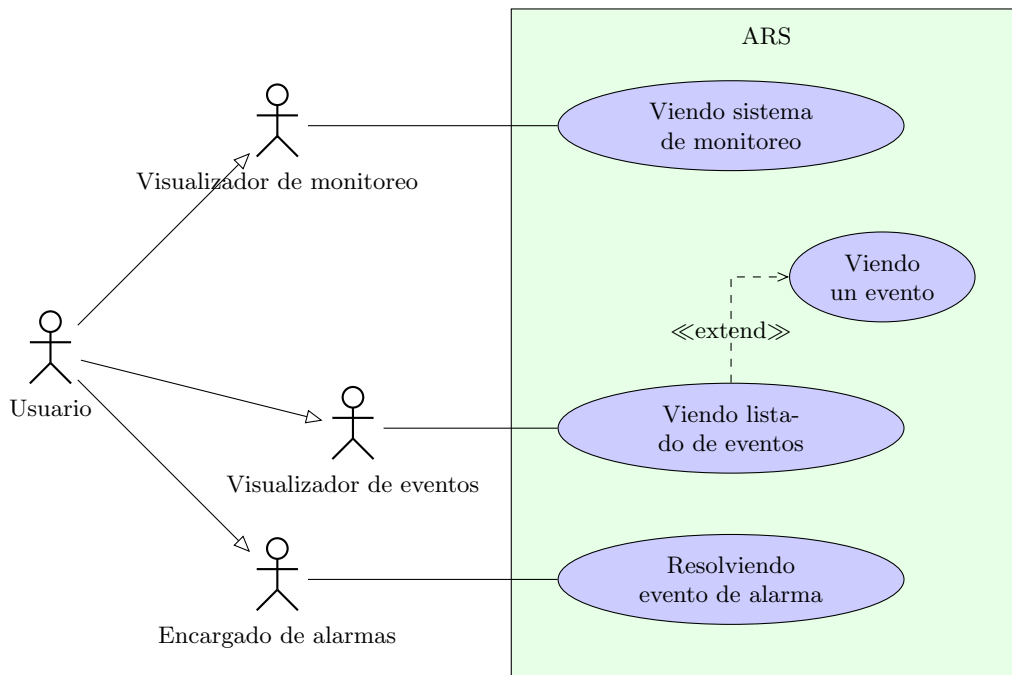 ARS
Viendo sistema
de monitoreo
Visualizador de monitoreo
Viendo
un evento
≪extend≫
Usuario
Viendo lista-
do de eventos
Visualizador de eventos
Resolviendo
evento de alarma
Encargado de alarmas